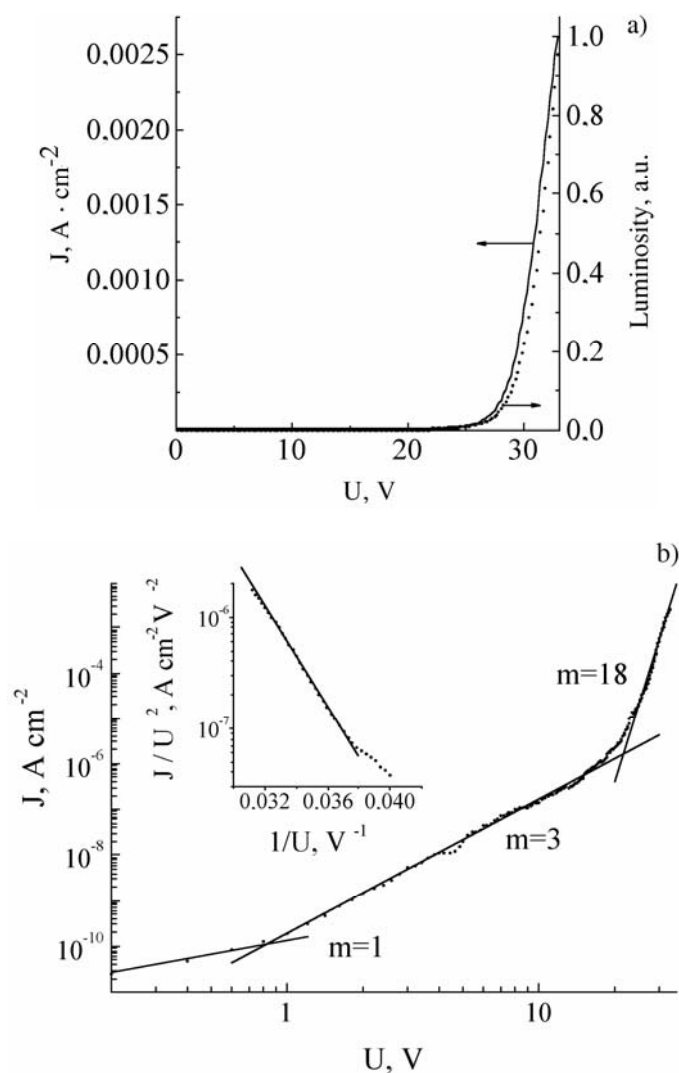 a)
0.0025
0.0020
0.0015
0.0010
0.0005
J, A · cm-2
1.0
0.8
0.6
0.4
0.2
0.0
Luminosity, a.u.
0 10 20 30
U, V
b)
10-4
10-6
10-8
10-10
J, A cm-2
J / U 2, A cm-2V -2
10-6
10-7
0.032 0.036 0.040
1/U, V -1
m=18
m=3
m=1
1 10
U, V